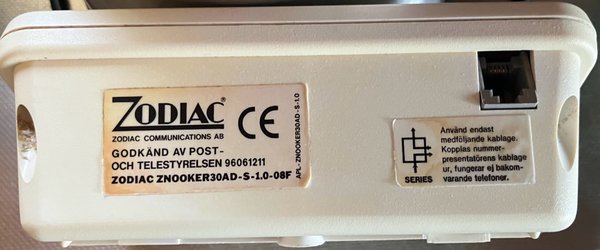 ZODIAC®
CE
ZODIAC COMMUNICATIONS AB
GODKÄND AV POST-
OCH TELESTYRELSEN 96061211
ZODIAC ZNOOKER30AD-S-1.0-08F
APL-ZNOOKER30AD-S-1.0
Använd endast
medföljande kablage.
Kopplas nummer-
presentatörens kablage
ur, fungerar ej bakom-
varande telefoner.
SERIES